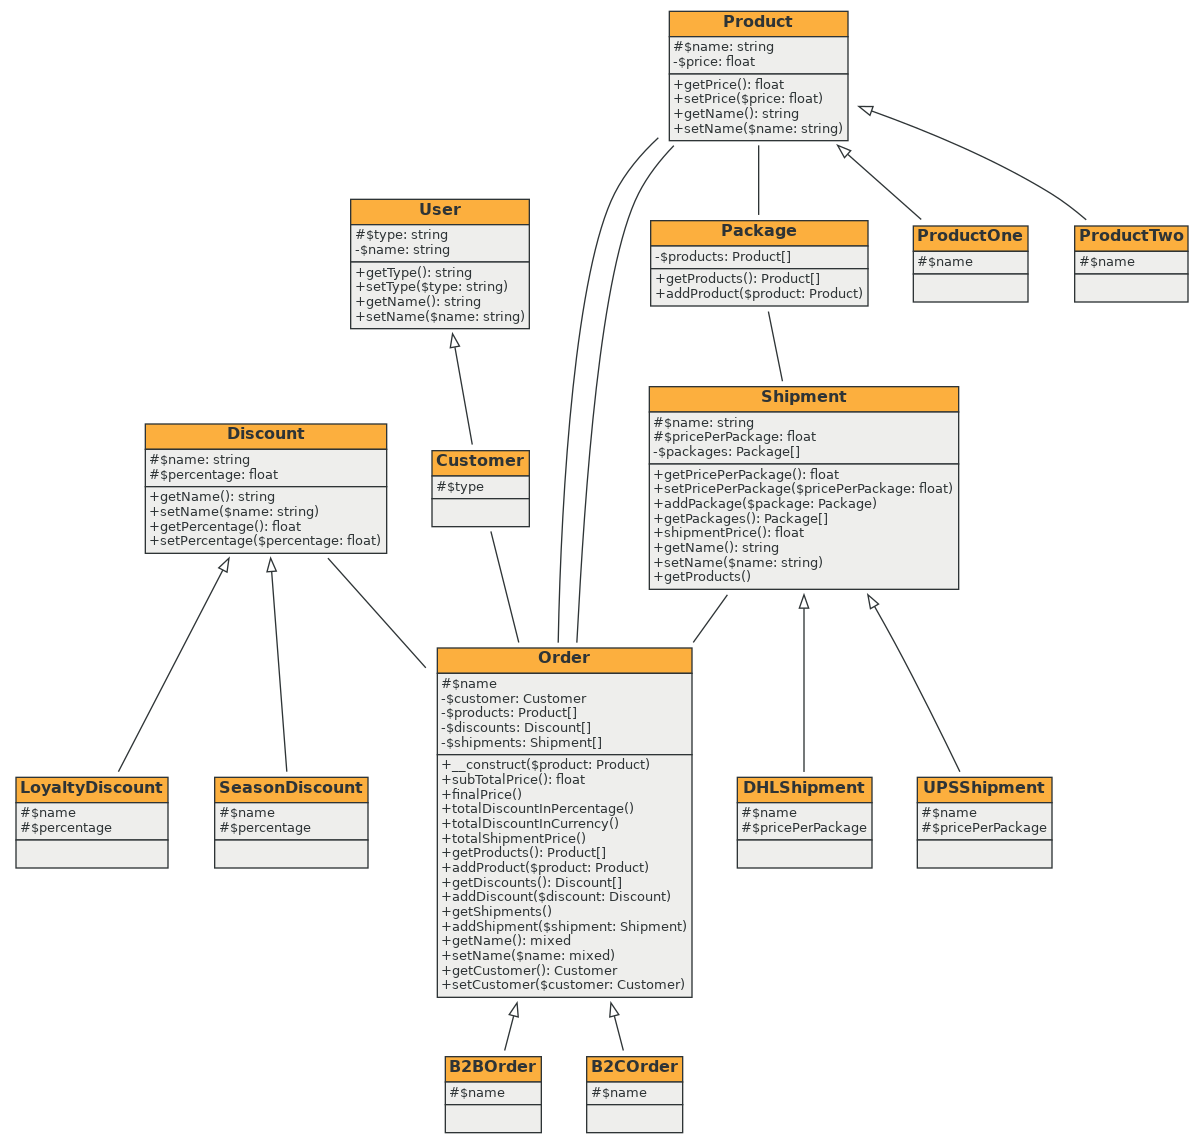 Product
#$name: string
-$price: float
+getPrice(): float
+setPrice($price: float)
+getName(): string
+setName($name: string)
User
#$type: string
-$name: string
+getType(): string
+setType($type: string)
+getName(): string
+setName($name: string)
Package
-$products: Product[]
+getProducts(): Product[]
+addProduct($product: Product)
ProductOne
#$name
ProductTwo
#$name
Discount
#$name: string
#$percentage: float
+getName(): string
+setName($name: string)
+getPercentage(): float
+setPercentage($percentage: float)
Customer
#$type
Shipment
#$name: string
#$pricePerPackage: float
-$packages: Package[]
+getPricePerPackage(): float
+setPricePerPackage($pricePerPackage: float)
+addPackage($package: Package)
+getPackages(): Package[]
+shipmentPrice(): float
+getName(): string
+setName($name: string)
+getProducts()
Order
#$name
-$customer: Customer
-$products: Product[]
-$discounts: Discount[]
-$shipments: Shipment[]
+__construct($product: Product)
+subTotalPrice(): float
+finalPrice()
+totalDiscountInPercentage()
+totalDiscountInCurrency()
+totalShipmentPrice()
+getProducts(): Product[]
+addProduct($product: Product)
+getDiscounts(): Discount[]
+addDiscount($discount: Discount)
+getShipments()
+addShipment($shipment: Shipment)
+getName(): mixed
+setName($name: mixed)
+getCustomer(): Customer
+setCustomer($customer: Customer)
LoyaltyDiscount
#$name
#$percentage
SeasonDiscount
#$name
#$percentage
DHLShipment
#$name
#$pricePerPackage
UPSShipment
#$name
#$pricePerPackage
B2BOrder
#$name
B2COrder
#$name